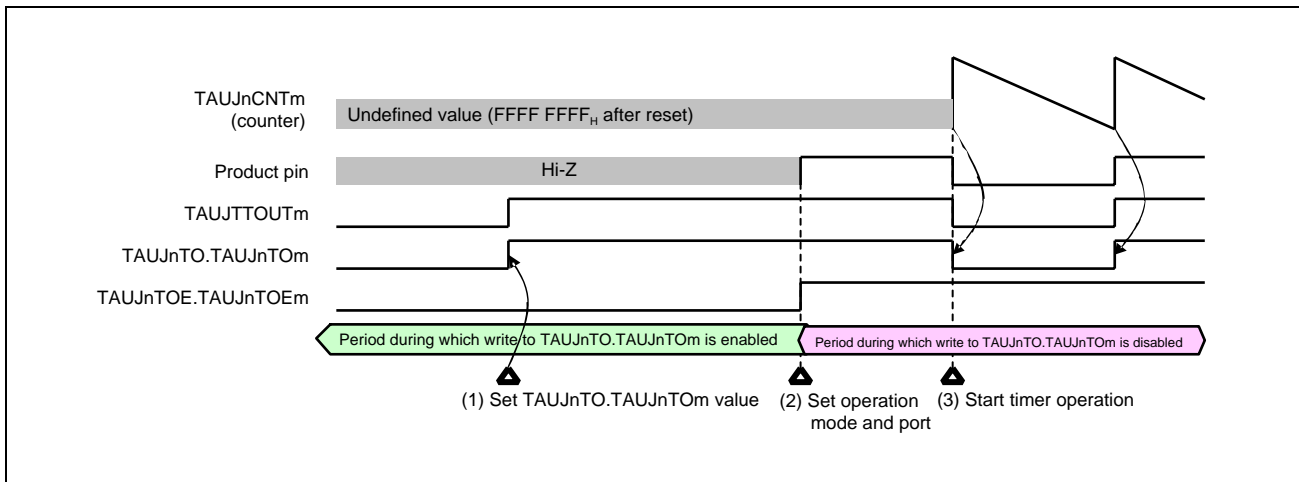 TAUJnCNTm
(counter)
Undefined value (FFFF FFFFH after reset)
Product pin
Hi-Z
TAUJTTOUTm
TAUJnTO.TAUJnTOm
TAUJnTOE.TAUJnTOEm
Period during which write to TAUJnTO.TAUJnTOm is enabled
Period during which write to TAUJnTO.TAUJnTOm is disabled
(1) Set TAUJnTO.TAUJnTOm value
(2) Set operation
mode and port
(3) Start timer operation